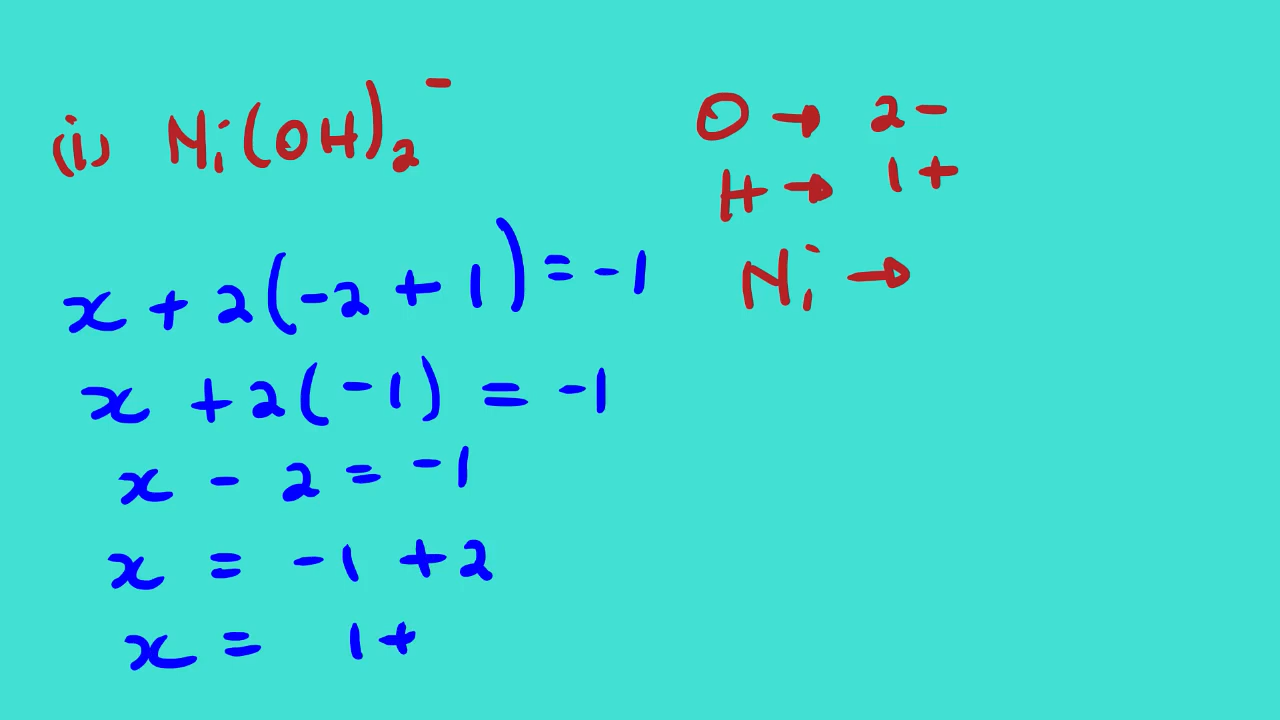 (i) Ni(OH)₂⁻
x + 2(-2 + 1) = -1
x + 2(-1) = -1
x - 2 = -1
x = -1 + 2
x = 1+
O → 2-
H → 1+
Ni →